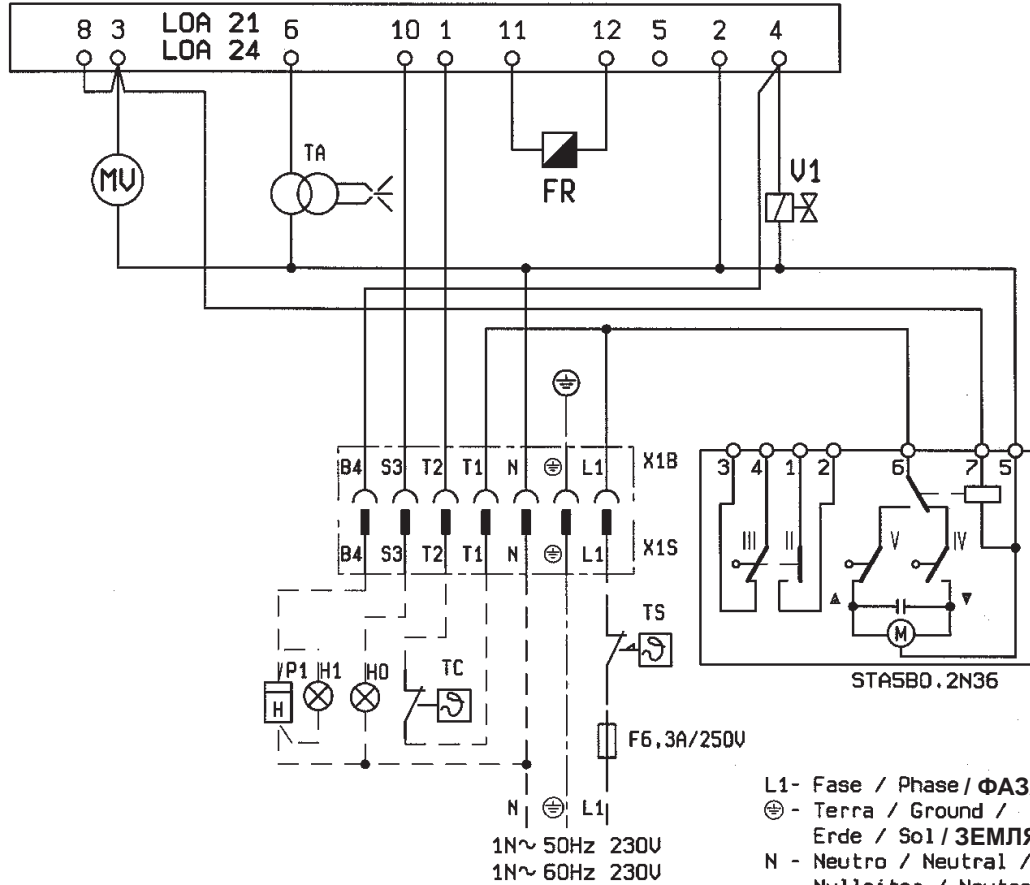 8 3 LOA 21 6 10 1 11 12 5 2 4
LOA 24
TA
MV
FR
V1
B4 S3 T2 T1 N L1 X1B
B4 S3 T2 T1 N L1 X1S
3 4 1 2 6 7 5
III II V IV
M
STA5B0.2N36
TS
P1 H1 H0 TC
H
F6,3A/250V
N L1
1N~ 50Hz 230V
1N~ 60Hz 230V
L1- Fase / Phase / ФАЗ
⏚ - Terra / Ground /
Erde / Sol / ЗЕМЛЯ
N - Neutro / Neutral /